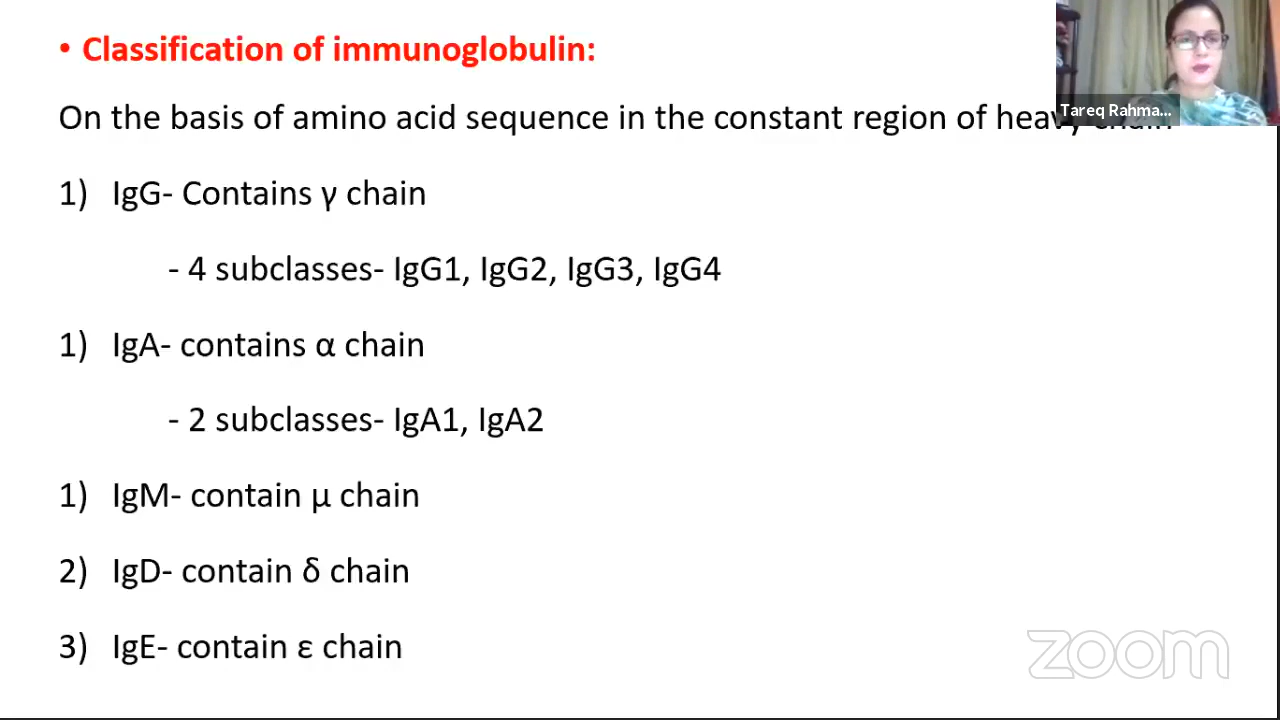 • Classification of immunoglobulin:
On the basis of amino acid sequence in the constant region of heavy chain
Tareq Rahma...
1) IgG- Contains γ chain
- 4 subclasses- IgG1, IgG2, IgG3, IgG4
1) IgA- contains α chain
- 2 subclasses- IgA1, IgA2
1) IgM- contain μ chain
2) IgD- contain δ chain
3) IgE- contain ε chain
zoom